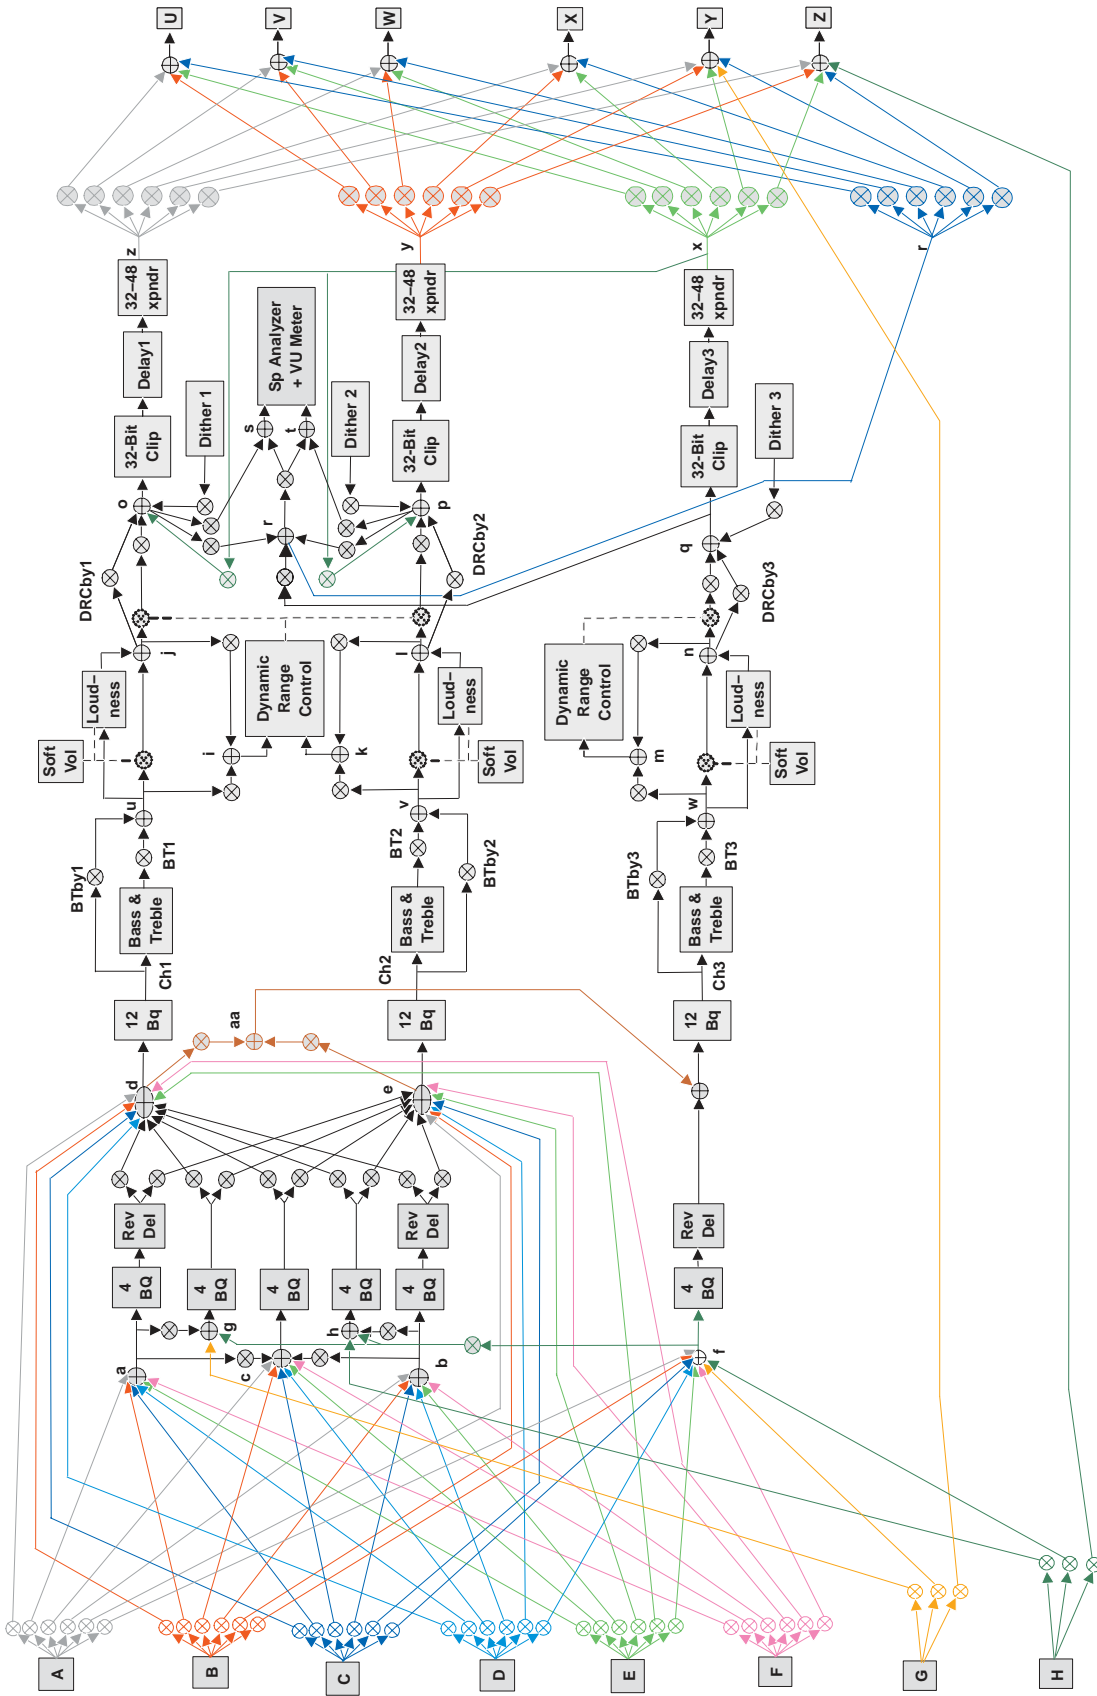 A
B
C
D
E
F
G
H
a
b
c
g
h
f
4
BQ
4
BQ
4
BQ
4
BQ
4
BQ
4
BQ
Rev
Del
Rev
Del
Rev
Del
d
e
aa
12
Bq
12
Bq
12
Bq
Ch1
Ch2
Ch3
Bass &
Treble
Bass &
Treble
Bass &
Treble
BTby1
BT1
BT2
BTby2
BTby3
BT3
u
v
w
Soft
Vol
Soft
Vol
Soft
Vol
Loud–
ness
Loud–
ness
Loud–
ness
i
k
m
Dynamic
Range
Control
Dynamic
Range
Control
j
l
n
DRCby1
DRCby2
DRCby3
o
r
p
q
s
t
Dither 1
Dither 2
Dither 3
Sp Analyzer
+ VU Meter
32-Bit
Clip
32-Bit
Clip
32-Bit
Clip
Delay1
Delay2
Delay3
32–48
xpndr
32–48
xpndr
32–48
xpndr
z
y
x
r
U
V
W
X
Y
Z